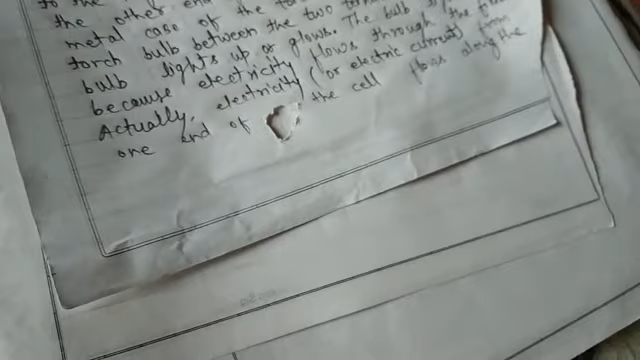 to the
the other end of the
metal case of the
torch bulb between the two
bulb lights up or glows. The bulb
because electricity flows through the
Actually, electricity (or electric current) from
one end of the cell flows along the